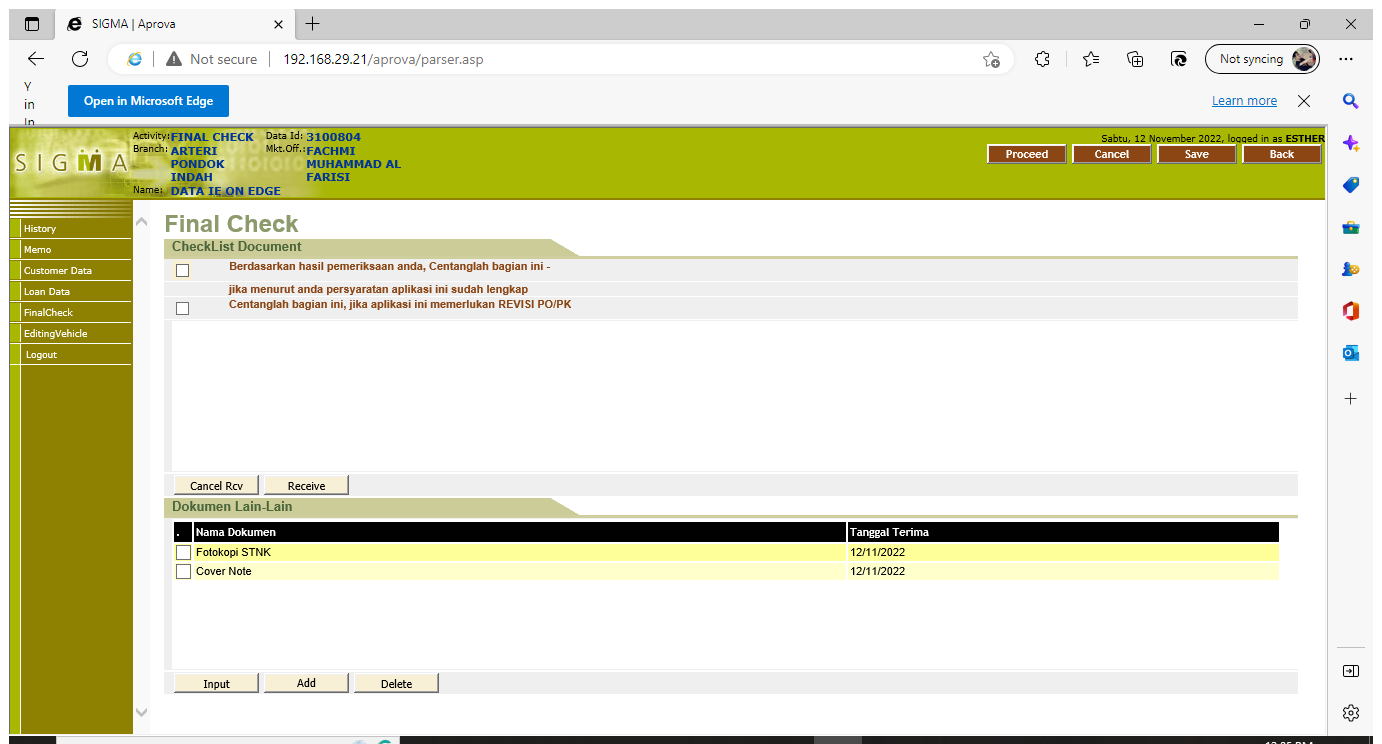 SIGMA | Aprova
Not secure
192.168.29.21/aprova/parser.asp
Not syncing
Y
in
In
Open in Microsoft Edge
Learn more
SIGMA
Activity: FINAL CHECK Data Id: 3100804
Branch: ARTERI PONDOK INDAH Mkt.Off.: FACHMI MUHAMMAD AL FARISI
Name: DATA IE ON EDGE
Sabtu, 12 November 2022, logged in as ESTHER
Proceed Cancel Save Back
History
Memo
Customer Data
Loan Data
FinalCheck
EditingVehicle
Logout
Final Check
CheckList Document
Berdasarkan hasil pemeriksaan anda, Centanglah bagian ini -
jika menurut anda persyaratan aplikasi ini sudah lengkap
Centanglah bagian ini, jika aplikasi ini memerlukan REVISI PO/PK
Cancel Rcv Receive
Dokumen Lain-Lain
. Nama Dokumen Tanggal Terima
Fotokopi STNK 12/11/2022
Cover Note 12/11/2022
Input Add Delete